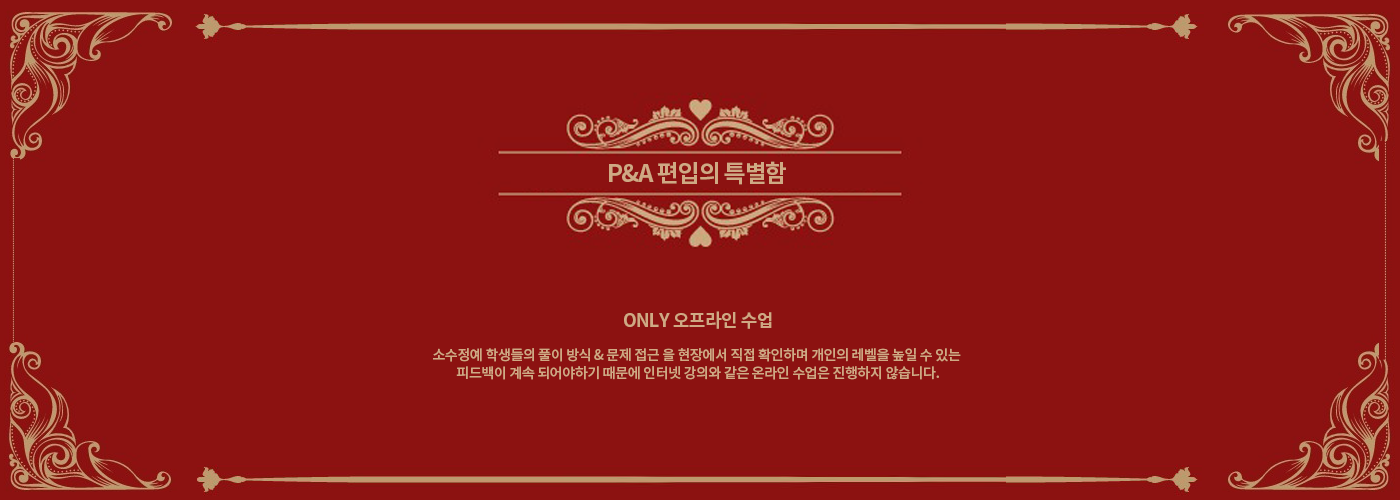 P&A 편입의 특별함
ONLY 오프라인 수업
소수정예 학생들의 풀이 방식 & 문제 접근 을 현장에서 직접 확인하며 개인의 레벨을 높일 수 있는
피드백이 계속 되어야하기 때문에 인터넷 강의와 같은 온라인 수업은 진행하지 않습니다.